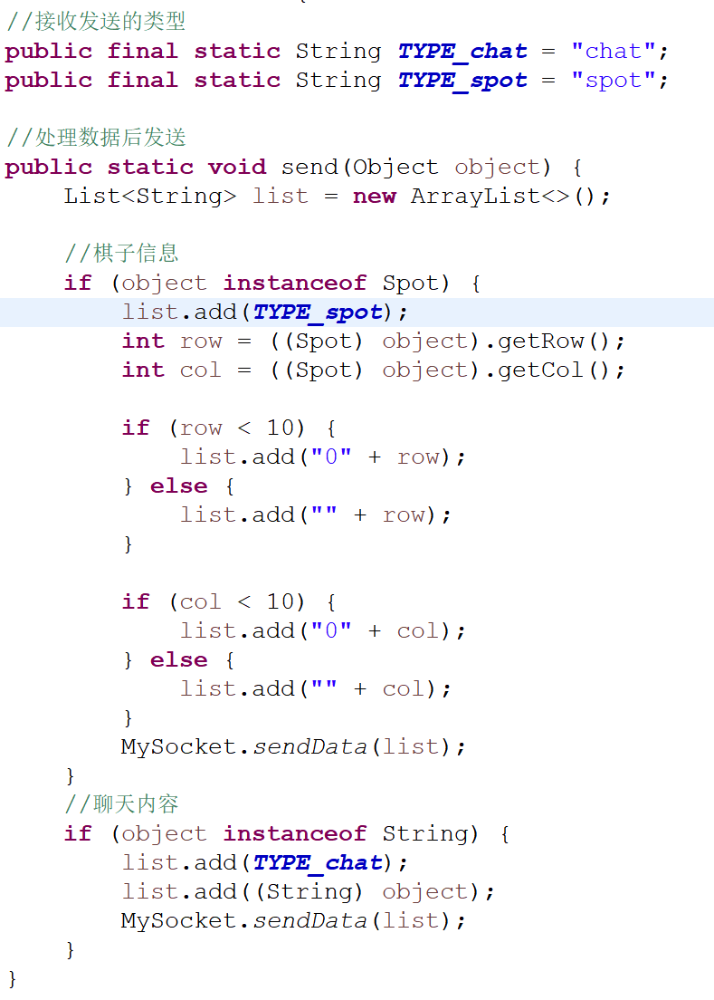 //接收发送的类型
public final static String TYPE_chat = "chat";
public final static String TYPE_spot = "spot";
//处理数据后发送
public static void send(Object object) {
List<String> list = new ArrayList<>();
//棋子信息
if (object instanceof Spot) {
list.add(TYPE_spot);
int row = ((Spot) object).getRow();
int col = ((Spot) object).getCol();
if (row < 10) {
list.add("0" + row);
} else {
list.add("" + row);
}
if (col < 10) {
list.add("0" + col);
} else {
list.add("" + col);
}
MySocket.sendData(list);
}
//聊天内容
if (object instanceof String) {
list.add(TYPE_chat);
list.add((String) object);
MySocket.sendData(list);
}
}